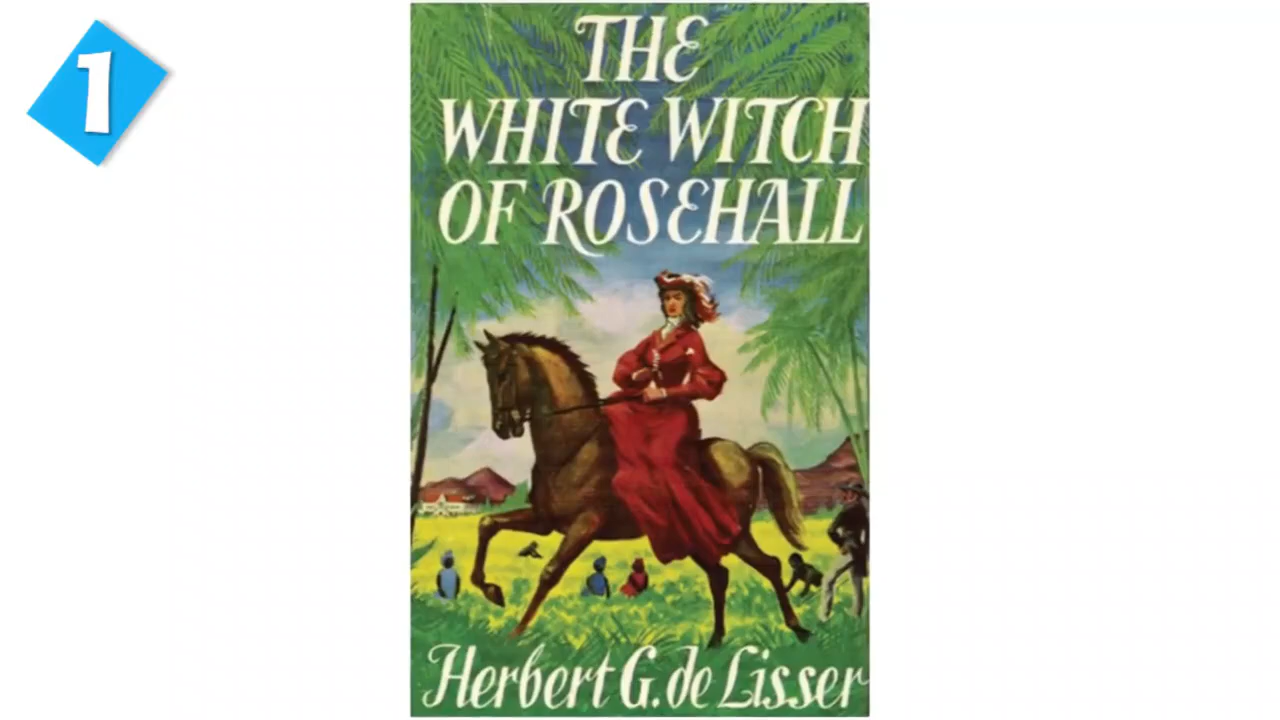 1
THE
WHITE WITCH
OF ROSEHALL
Herbert G. de Lisser